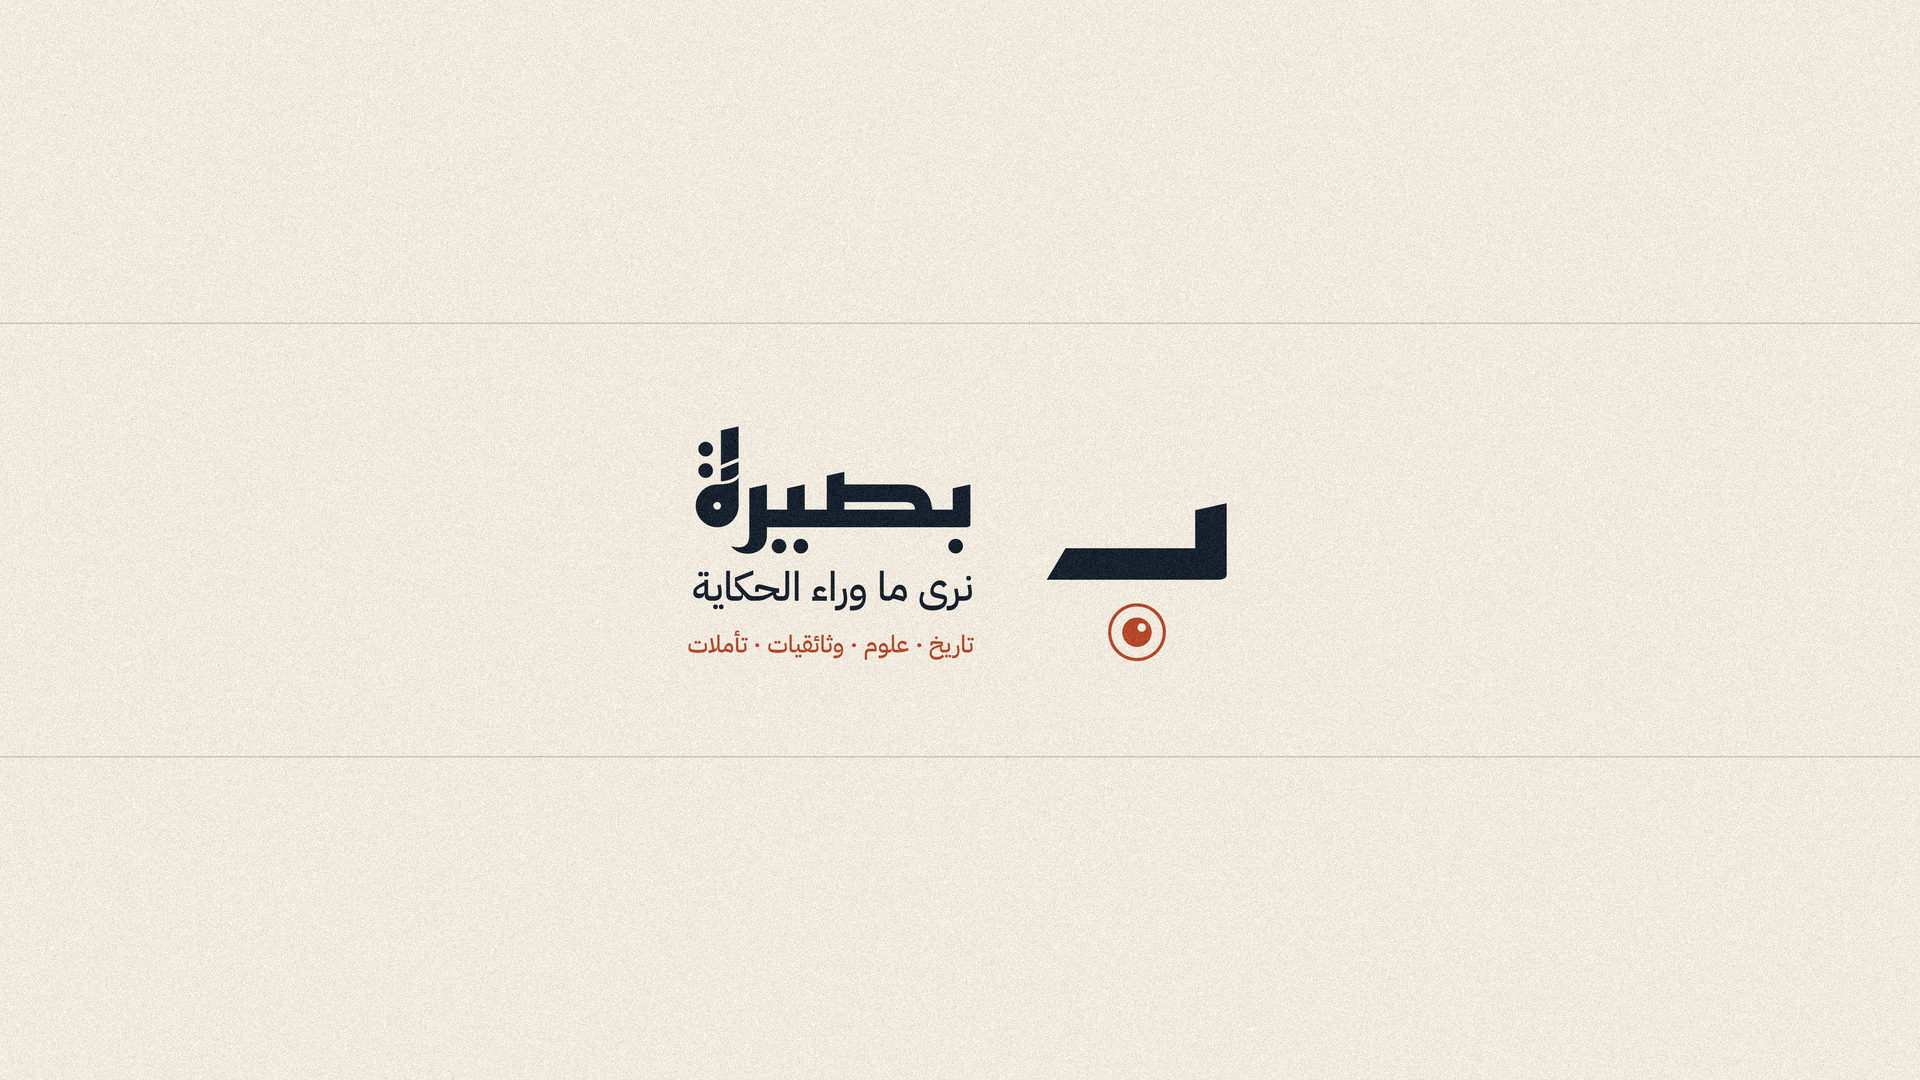 ب
بصيرة
نرى ما وراء الحكاية
تاريخ · علوم · وثائقيات · تأملات